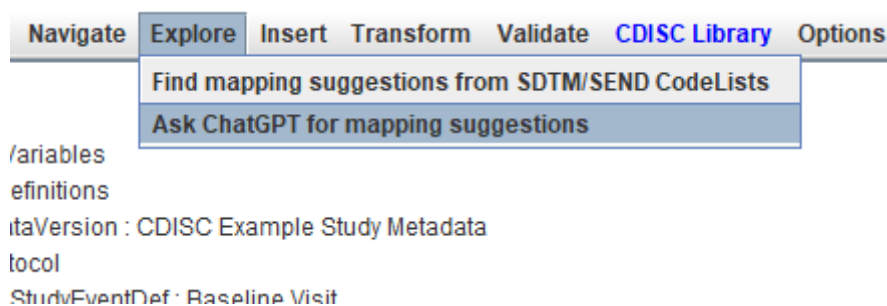 Navigate Explore Insert Transform Validate CDISC Library Options
Find mapping suggestions from SDTM/SEND CodeLists
Ask ChatGPT for mapping suggestions
/ariables
efinitions
taVersion : CDISC Example Study Metadata
tocol
StudyEventDef : Baseline Visit